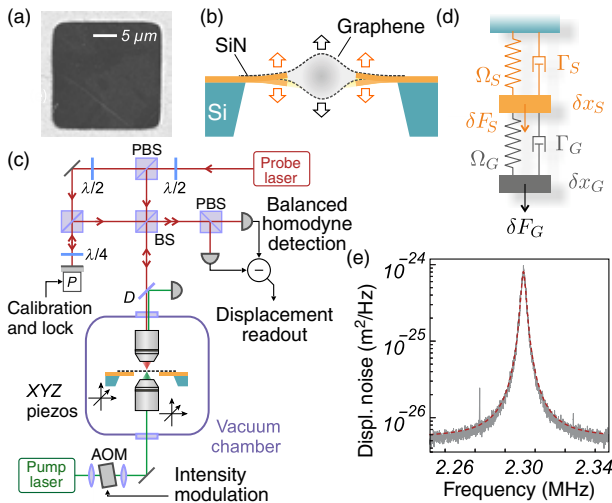 (a)
5 µm
(b)
SiN
Graphene
Si
(c)
PBS
λ/2
λ/2
Probe
laser
PBS
BS
Balanced
homodyne
detection
λ/4
P
Calibration
and lock
D
−
Displacement
readout
XYZ
piezos
Vacuum
chamber
Pump
laser
AOM
Intensity
modulation
(d)
Ω_S
Γ_S
δx_S
δF_S
Ω_G
Γ_G
δx_G
δF_G
(e)
Displ. noise (m²/Hz)
10⁻²⁴
10⁻²⁵
10⁻²⁶
2.26 2.30 2.34
Frequency (MHz)